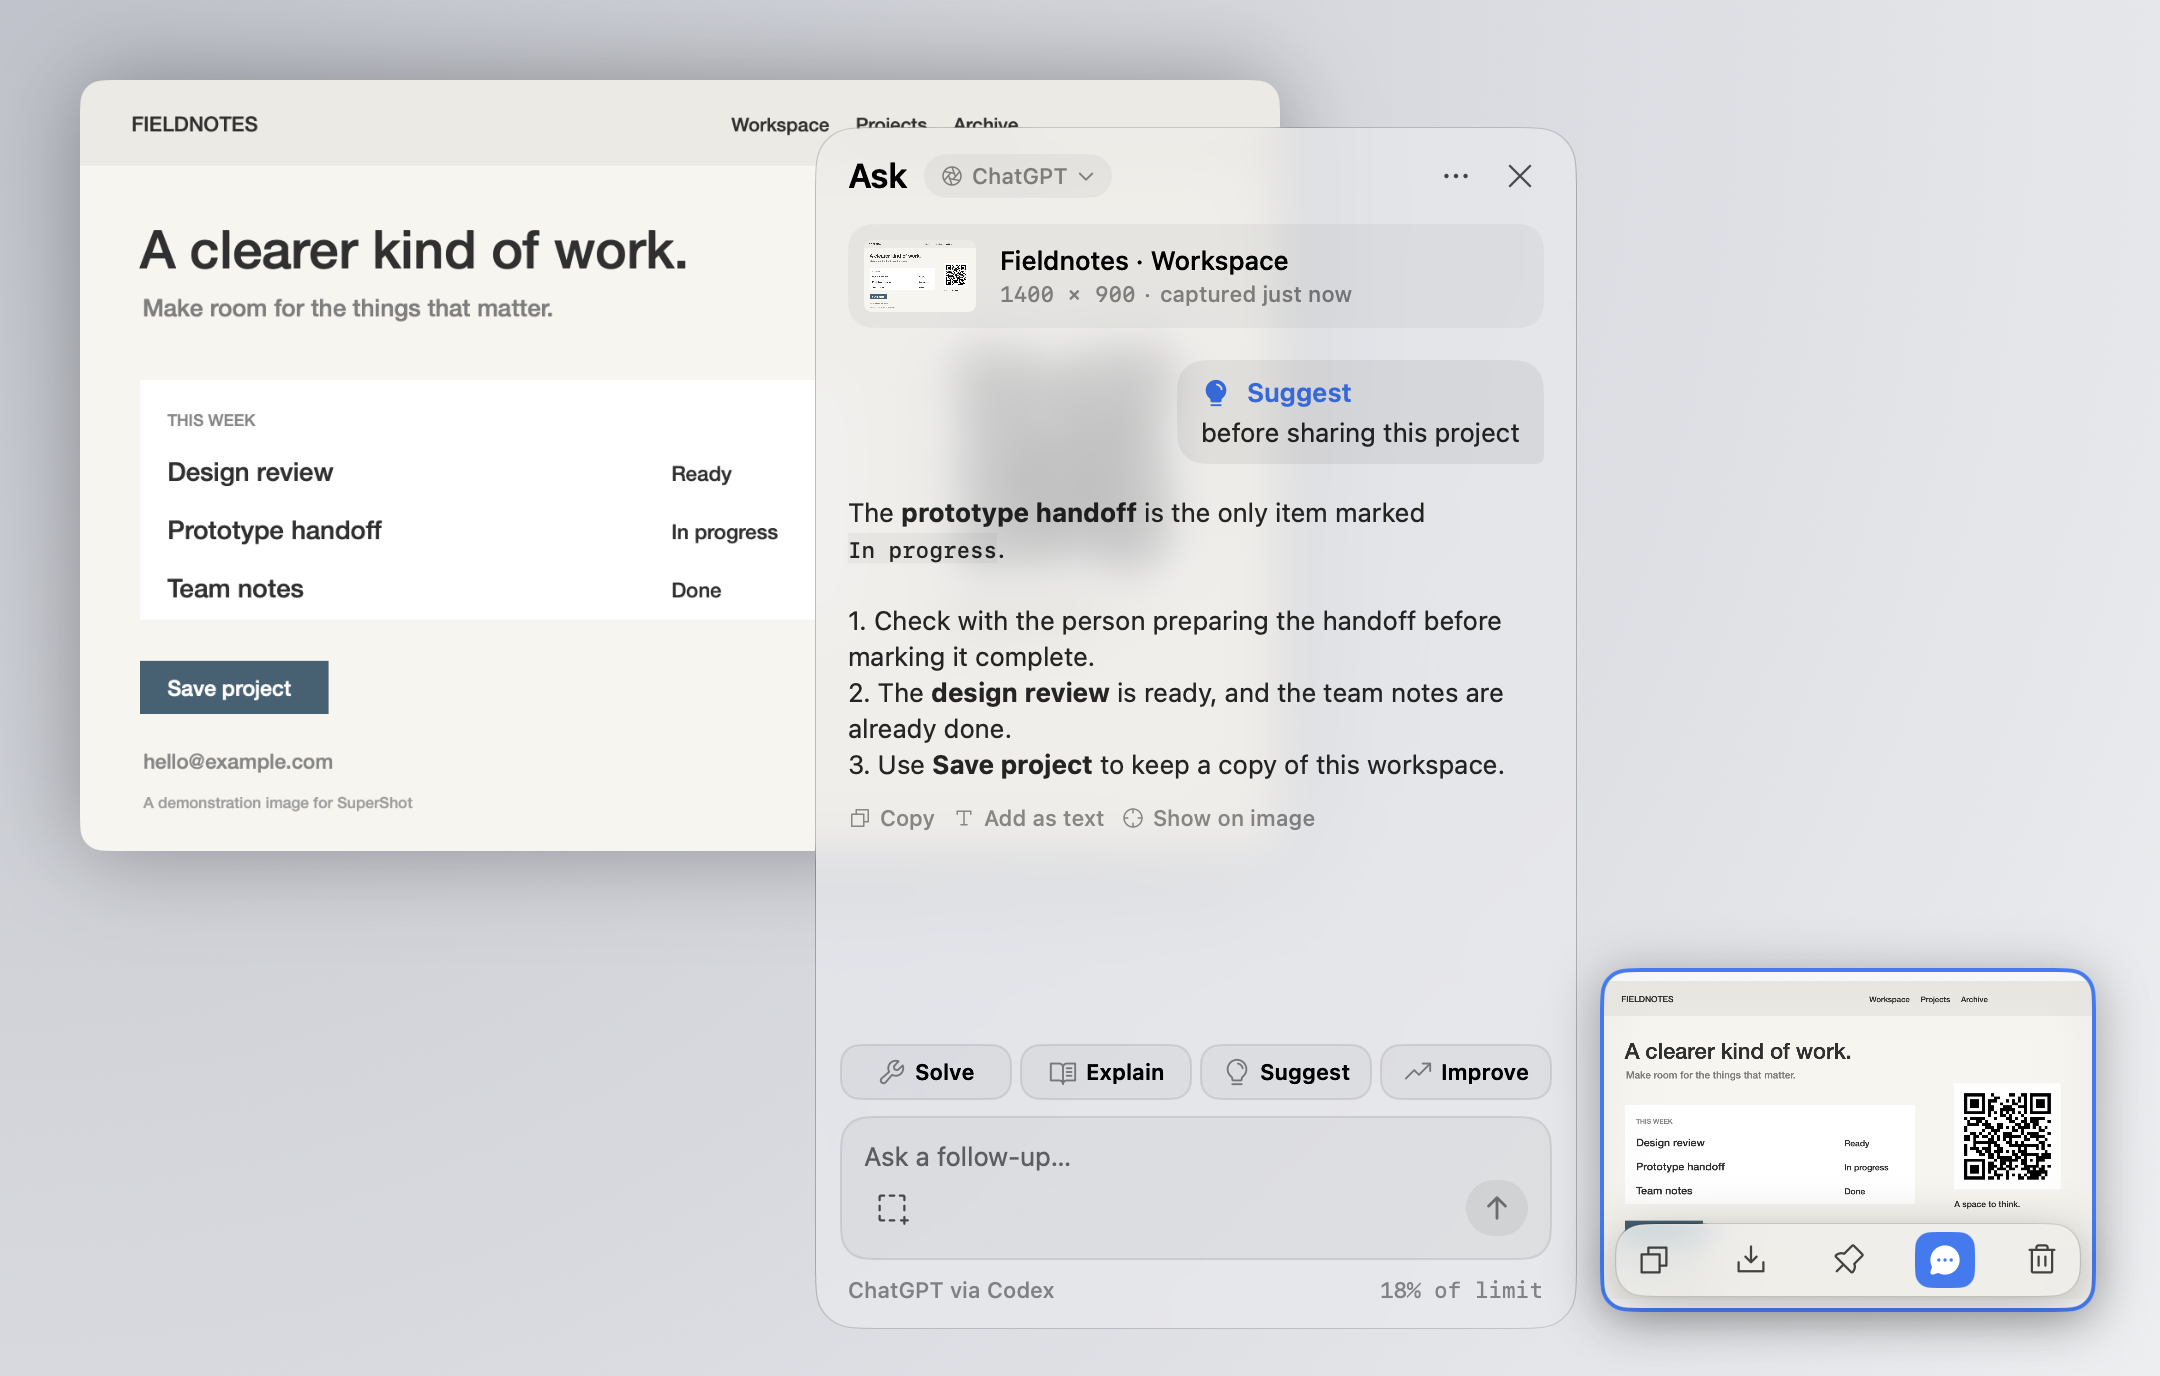 FIELDNOTES
Workspace Projects Archive
A clearer kind of work.
Make room for the things that matter.
THIS WEEK
Design review Ready
Prototype handoff In progress
Team notes Done
Save project
hello@example.com
A demonstration image for SuperShot
Ask ChatGPT
Fieldnotes · Workspace
1400 × 900 · captured just now
Suggest
before sharing this project
The prototype handoff is the only item marked
In progress.
1. Check with the person preparing the handoff before
marking it complete.
2. The design review is ready, and the team notes are
already done.
3. Use Save project to keep a copy of this workspace.
Copy Add as text Show on image
Solve Explain Suggest Improve
Ask a follow-up...
ChatGPT via Codex 18% of limit
FIELDNOTES Workspace Projects Archive
A clearer kind of work.
Make room for the things that matter.
THIS WEEK
Design review Ready
Prototype handoff In progress
Team notes Done
A space to think.